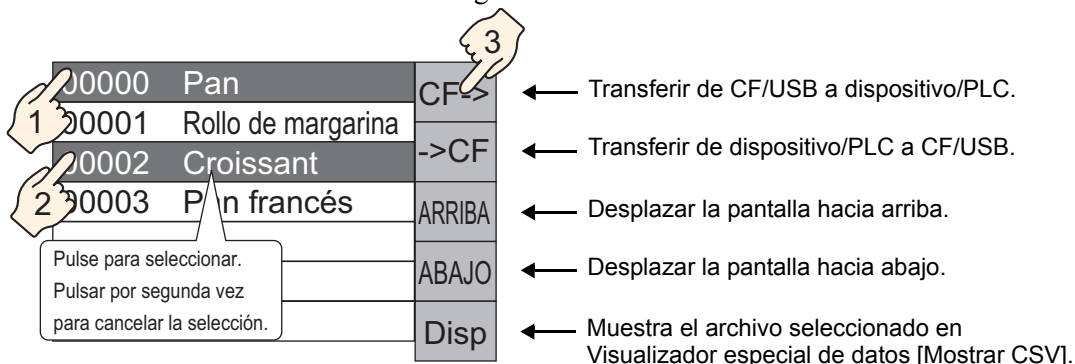 3
00000 Pan
CF->
Transferir de CF/USB a dispositivo/PLC.
1
00001 Rollo de margarina
->CF
Transferir de dispositivo/PLC a CF/USB.
00002 Croissant
2
00003 Pan francés
ARRIBA
Desplazar la pantalla hacia arriba.
Pulse para seleccionar.
Pulsar por segunda vez
para cancelar la selección.
ABAJO
Desplazar la pantalla hacia abajo.
Disp
Muestra el archivo seleccionado en
Visualizador especial de datos [Mostrar CSV].